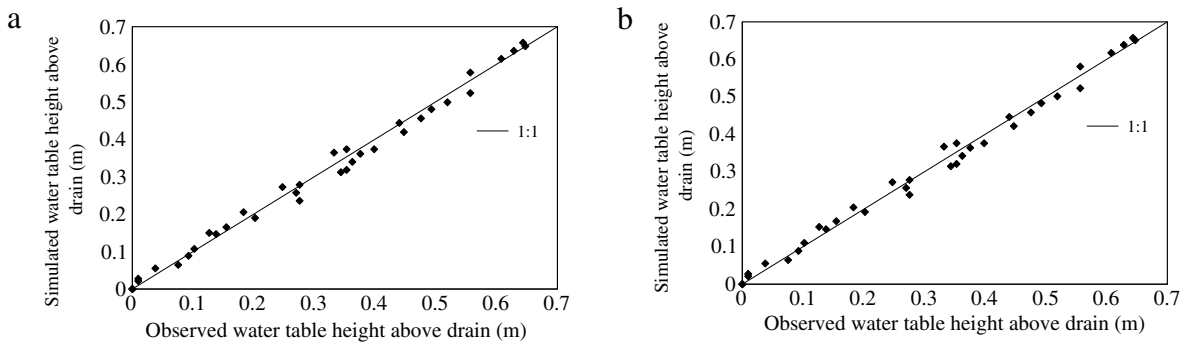 a
Simulated water table height above
drain (m)
0.7
0.6
0.5
0.4
0.3
0.2
0.1
0
0 0.1 0.2 0.3 0.4 0.5 0.6 0.7
Observed water table height above drain (m)
1:1
b
Simulated water table height above
drain (m)
0.7
0.6
0.5
0.4
0.3
0.2
0.1
0
0 0.1 0.2 0.3 0.4 0.5 0.6 0.7
Observed water table height above drain (m)
1:1